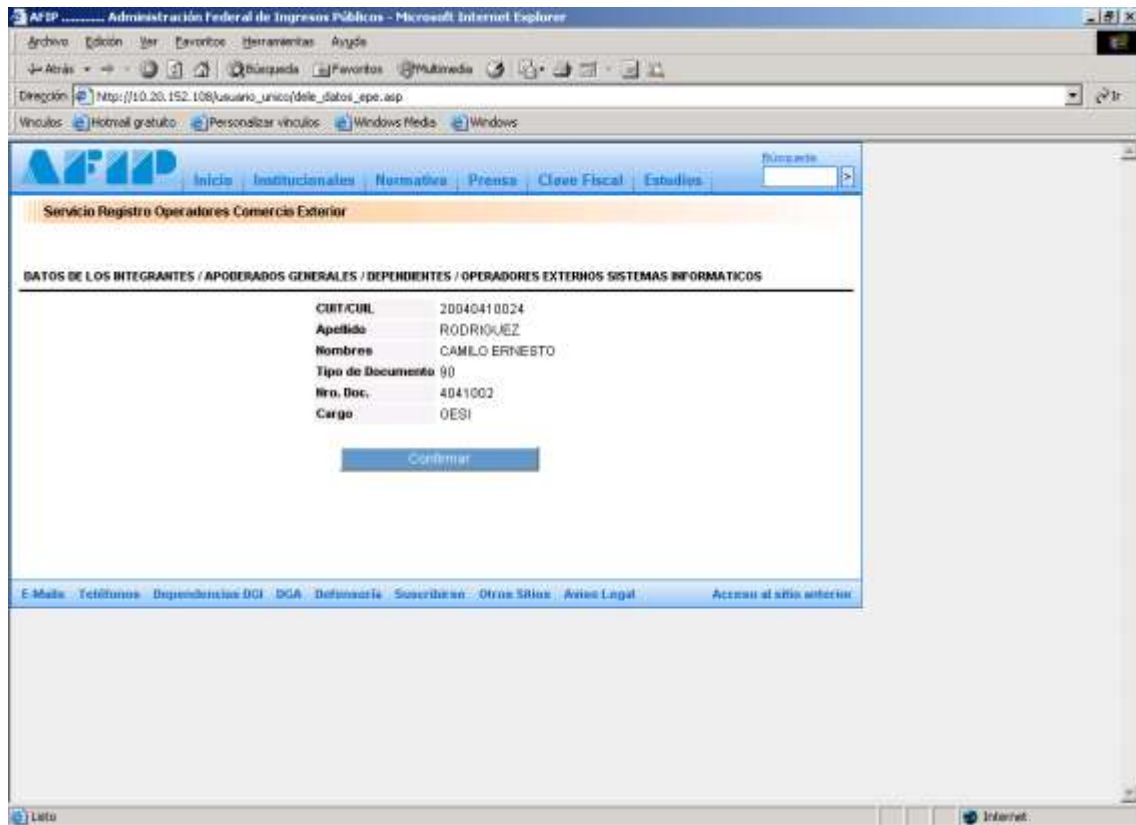 AFIP .......... Administración Federal de Ingresos Públicos - Microsoft Internet Explorer
Archivo Edición Ver Favoritos Herramientas Ayuda
Atrás Búsqueda Favoritos Multimedia
Dirección http://10.20.152.108/usuario_unico/dele_datos_epe.asp Ir
Vínculos Hotmail gratuito Personalizar vínculos Windows Media Windows
AFIP
Búsqueda
Inicio Institucionales Normativa Prensa Clave Fiscal Estudios >
Servicio Registro Operadores Comercio Exterior
DATOS DE LOS INTEGRANTES / APODERADOS GENERALES / DEPENDIENTES / OPERADORES EXTERNOS SISTEMAS INFORMATICOS
CUIT/CUIL 20040410024
Apellido RODRIGUEZ
Nombres CAMILO ERNESTO
Tipo de Documento 90
Nro. Doc. 4041002
Cargo OESI
Confirmar
E-Mails Teléfonos Dependencias DGI DGA Defensoría Suscribirse Otros Sitios Aviso Legal Acceso al sitio anterior
Listo Internet